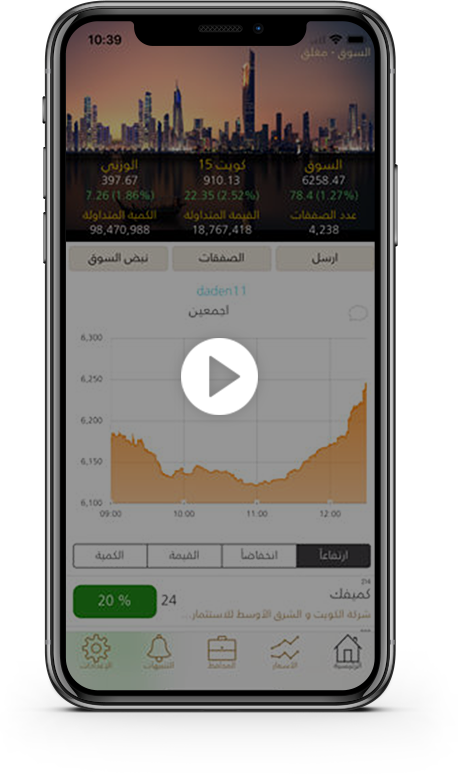 10:39
السوق - مغلق
السوق كويت 15 الوزني
6258.47 910.13 397.67
78.4 (1.27%) 22.35 (2.52%) 7.26 (1.86%)
عدد الصفقات القيمة المتداولة الكمية المتداولة
4,238 18,767,418 98,470,988
ارسل الصفقات نبض السوق
daden11
اجمعين
6,300
6,250
6,200
6,150
6,100
09:00 10:00 11:00 12:00
ارتفاعاً انخفاضاً القيمة الكمية
كميفك
24 20 %
شركة الكويت و الشرق الأوسط للاستثمار...
الرئيسية الأسعار المحافظ التنبيهات الإعدادات